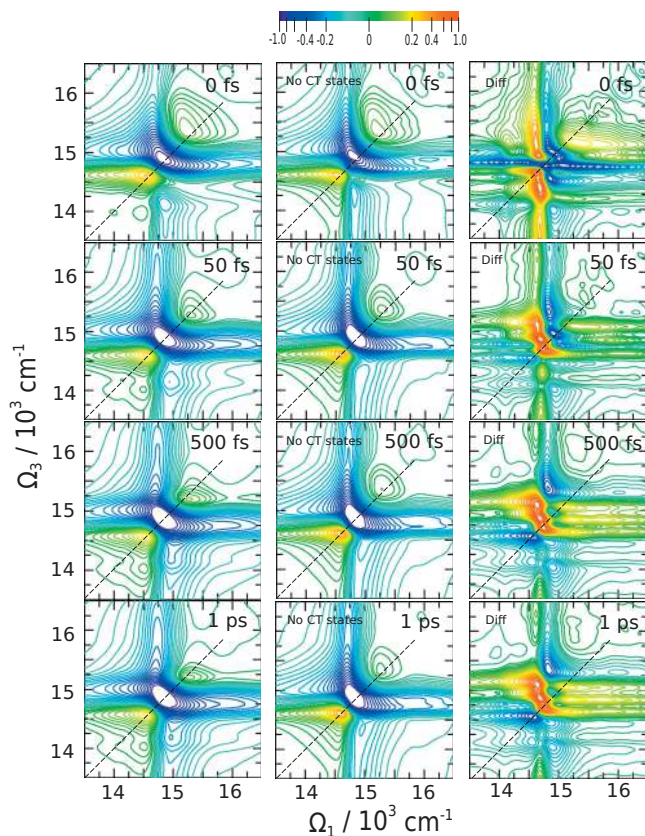 -1.0 -0.4 -0.2 0 0.2 0.4 1.0
0 fs
No CT states 0 fs
Diff 0 fs
16
15
14
50 fs
No CT states 50 fs
Diff 50 fs
16
15
14
500 fs
No CT states 500 fs
Diff 500 fs
16
15
14
1 ps
No CT states 1 ps
Diff 1 ps
16
15
14
Ω3 / 10³ cm⁻¹
14 15 16 14 15 16 14 15 16
Ω1 / 10³ cm⁻¹